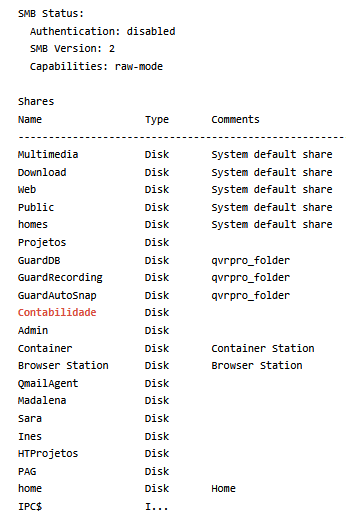 SMB Status:
Authentication: disabled
SMB Version: 2
Capabilities: raw-mode
Shares
Name Type Comments
-----------------------------------------------------
Multimedia Disk System default share
Download Disk System default share
Web Disk System default share
Public Disk System default share
homes Disk System default share
Projetos Disk
GuardDB Disk qvrpro_folder
GuardRecording Disk qvrpro_folder
GuardAutoSnap Disk qvrpro_folder
Contabilidade Disk
Admin Disk
Container Disk Container Station
Browser Station Disk Browser Station
QmailAgent Disk
Madalena Disk
Sara Disk
Ines Disk
HTProjetos Disk
PAG Disk
home Disk Home
IPC$ I...